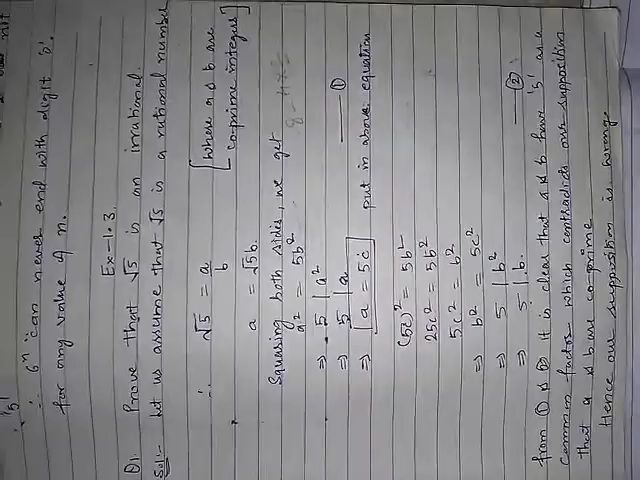 ∴ 6ⁿ can never end with digit '5'.
for any value of n.
Ex-1.3.
Q1. Prove that √5 is an irrational.
Sol:- let us assume that √5 is a rational number
∴ √5 = a/b [where a & b are co-prime integers]
a = √5b.
Squaring both sides, we get
a² = 5b²
⇒ 5 | a²
⇒ 5 | a —— ①
⇒ [a = 5c] put in above equation
(5c)² = 5b²
25c² = 5b²
5c² = b²
⇒ b² = 5c²
⇒ 5 | b²
⇒ 5 | b. —— ②
from ① & ② it is clear that a & b have '5' as a
common factor which contradicts our supposition
that a & b are co-prime
Hence our supposition is wrong.